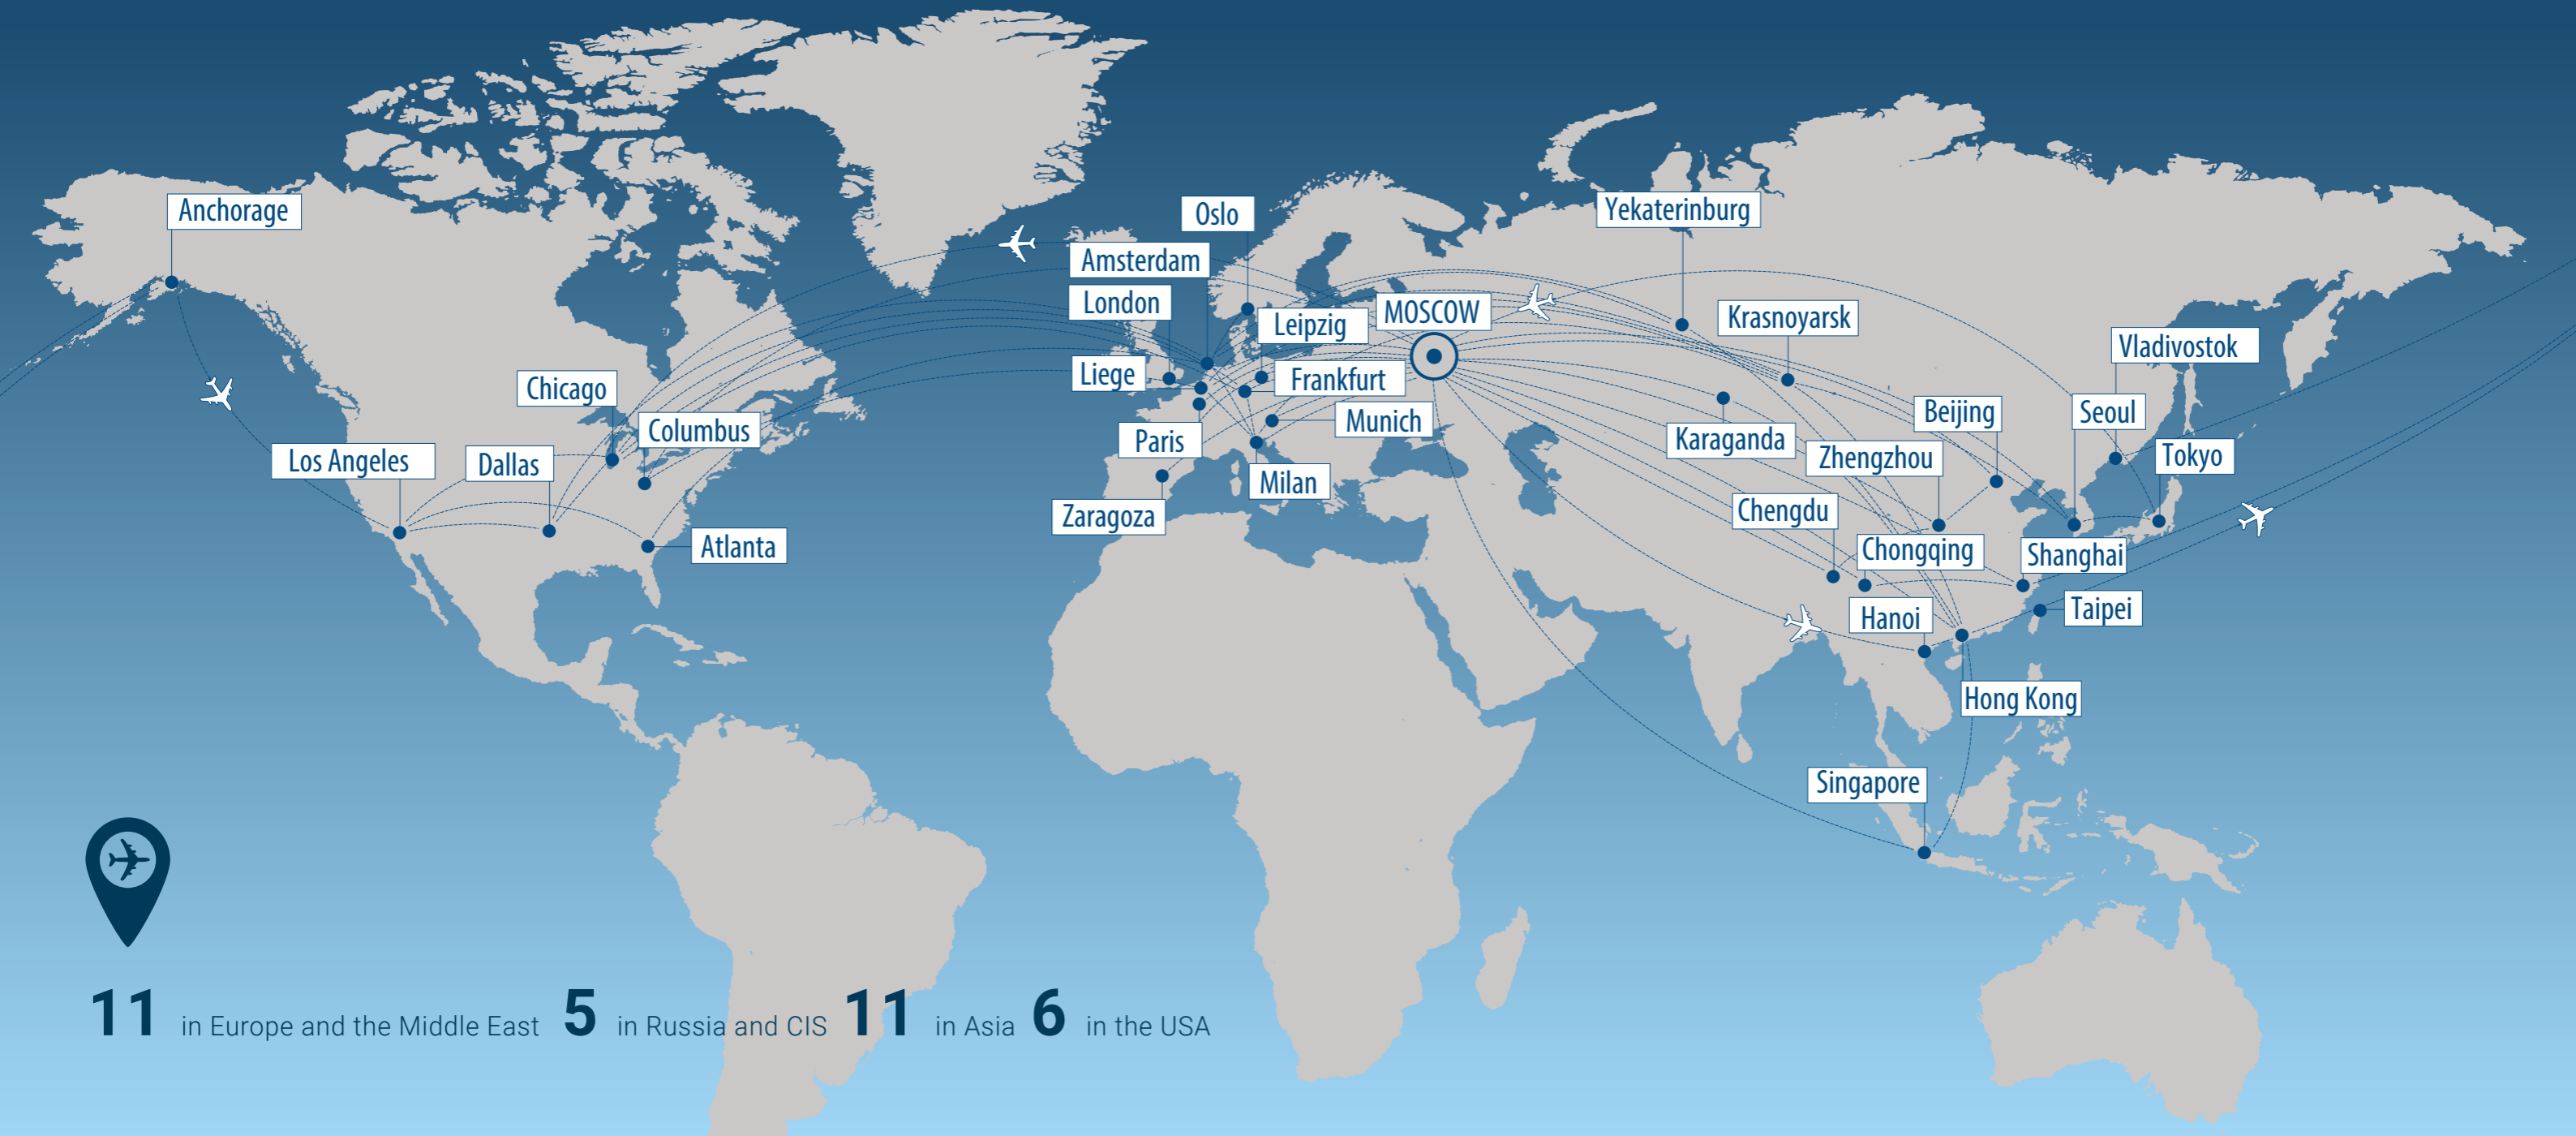 Anchorage
Oslo
Yekaterinburg
Amsterdam
London
MOSCOW
Leipzig
Krasnoyarsk
Vladivostok
Liege
Frankfurt
Chicago
Columbus
Munich
Beijing
Seoul
Paris
Karaganda
Los Angeles
Dallas
Zhengzhou
Tokyo
Milan
Zaragoza
Chengdu
Atlanta
Chongqing
Shanghai
Hanoi
Taipei
Hong Kong
Singapore
11 in Europe and the Middle East 5 in Russia and CIS 11 in Asia 6 in the USA